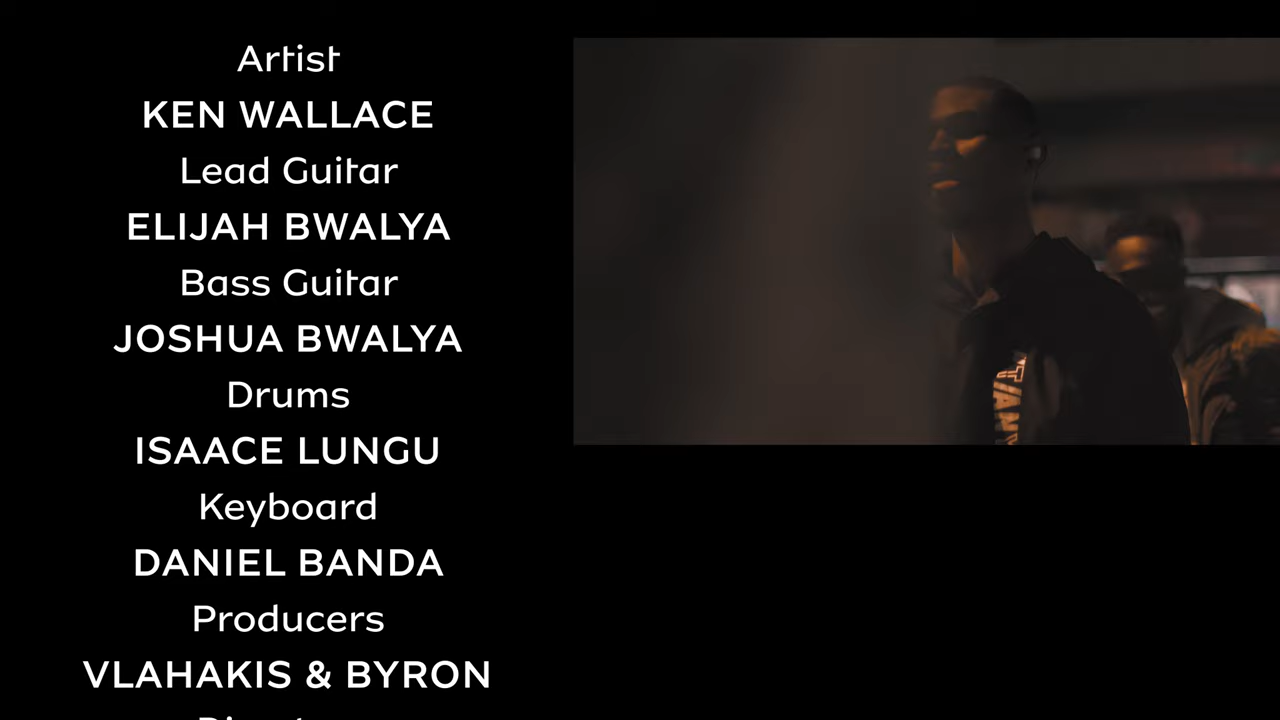 Artist
KEN WALLACE
Lead Guitar
ELIJAH BWALYA
Bass Guitar
JOSHUA BWALYA
Drums
ISAACE LUNGU
Keyboard
DANIEL BANDA
Producers
VLAHAKIS & BYRON